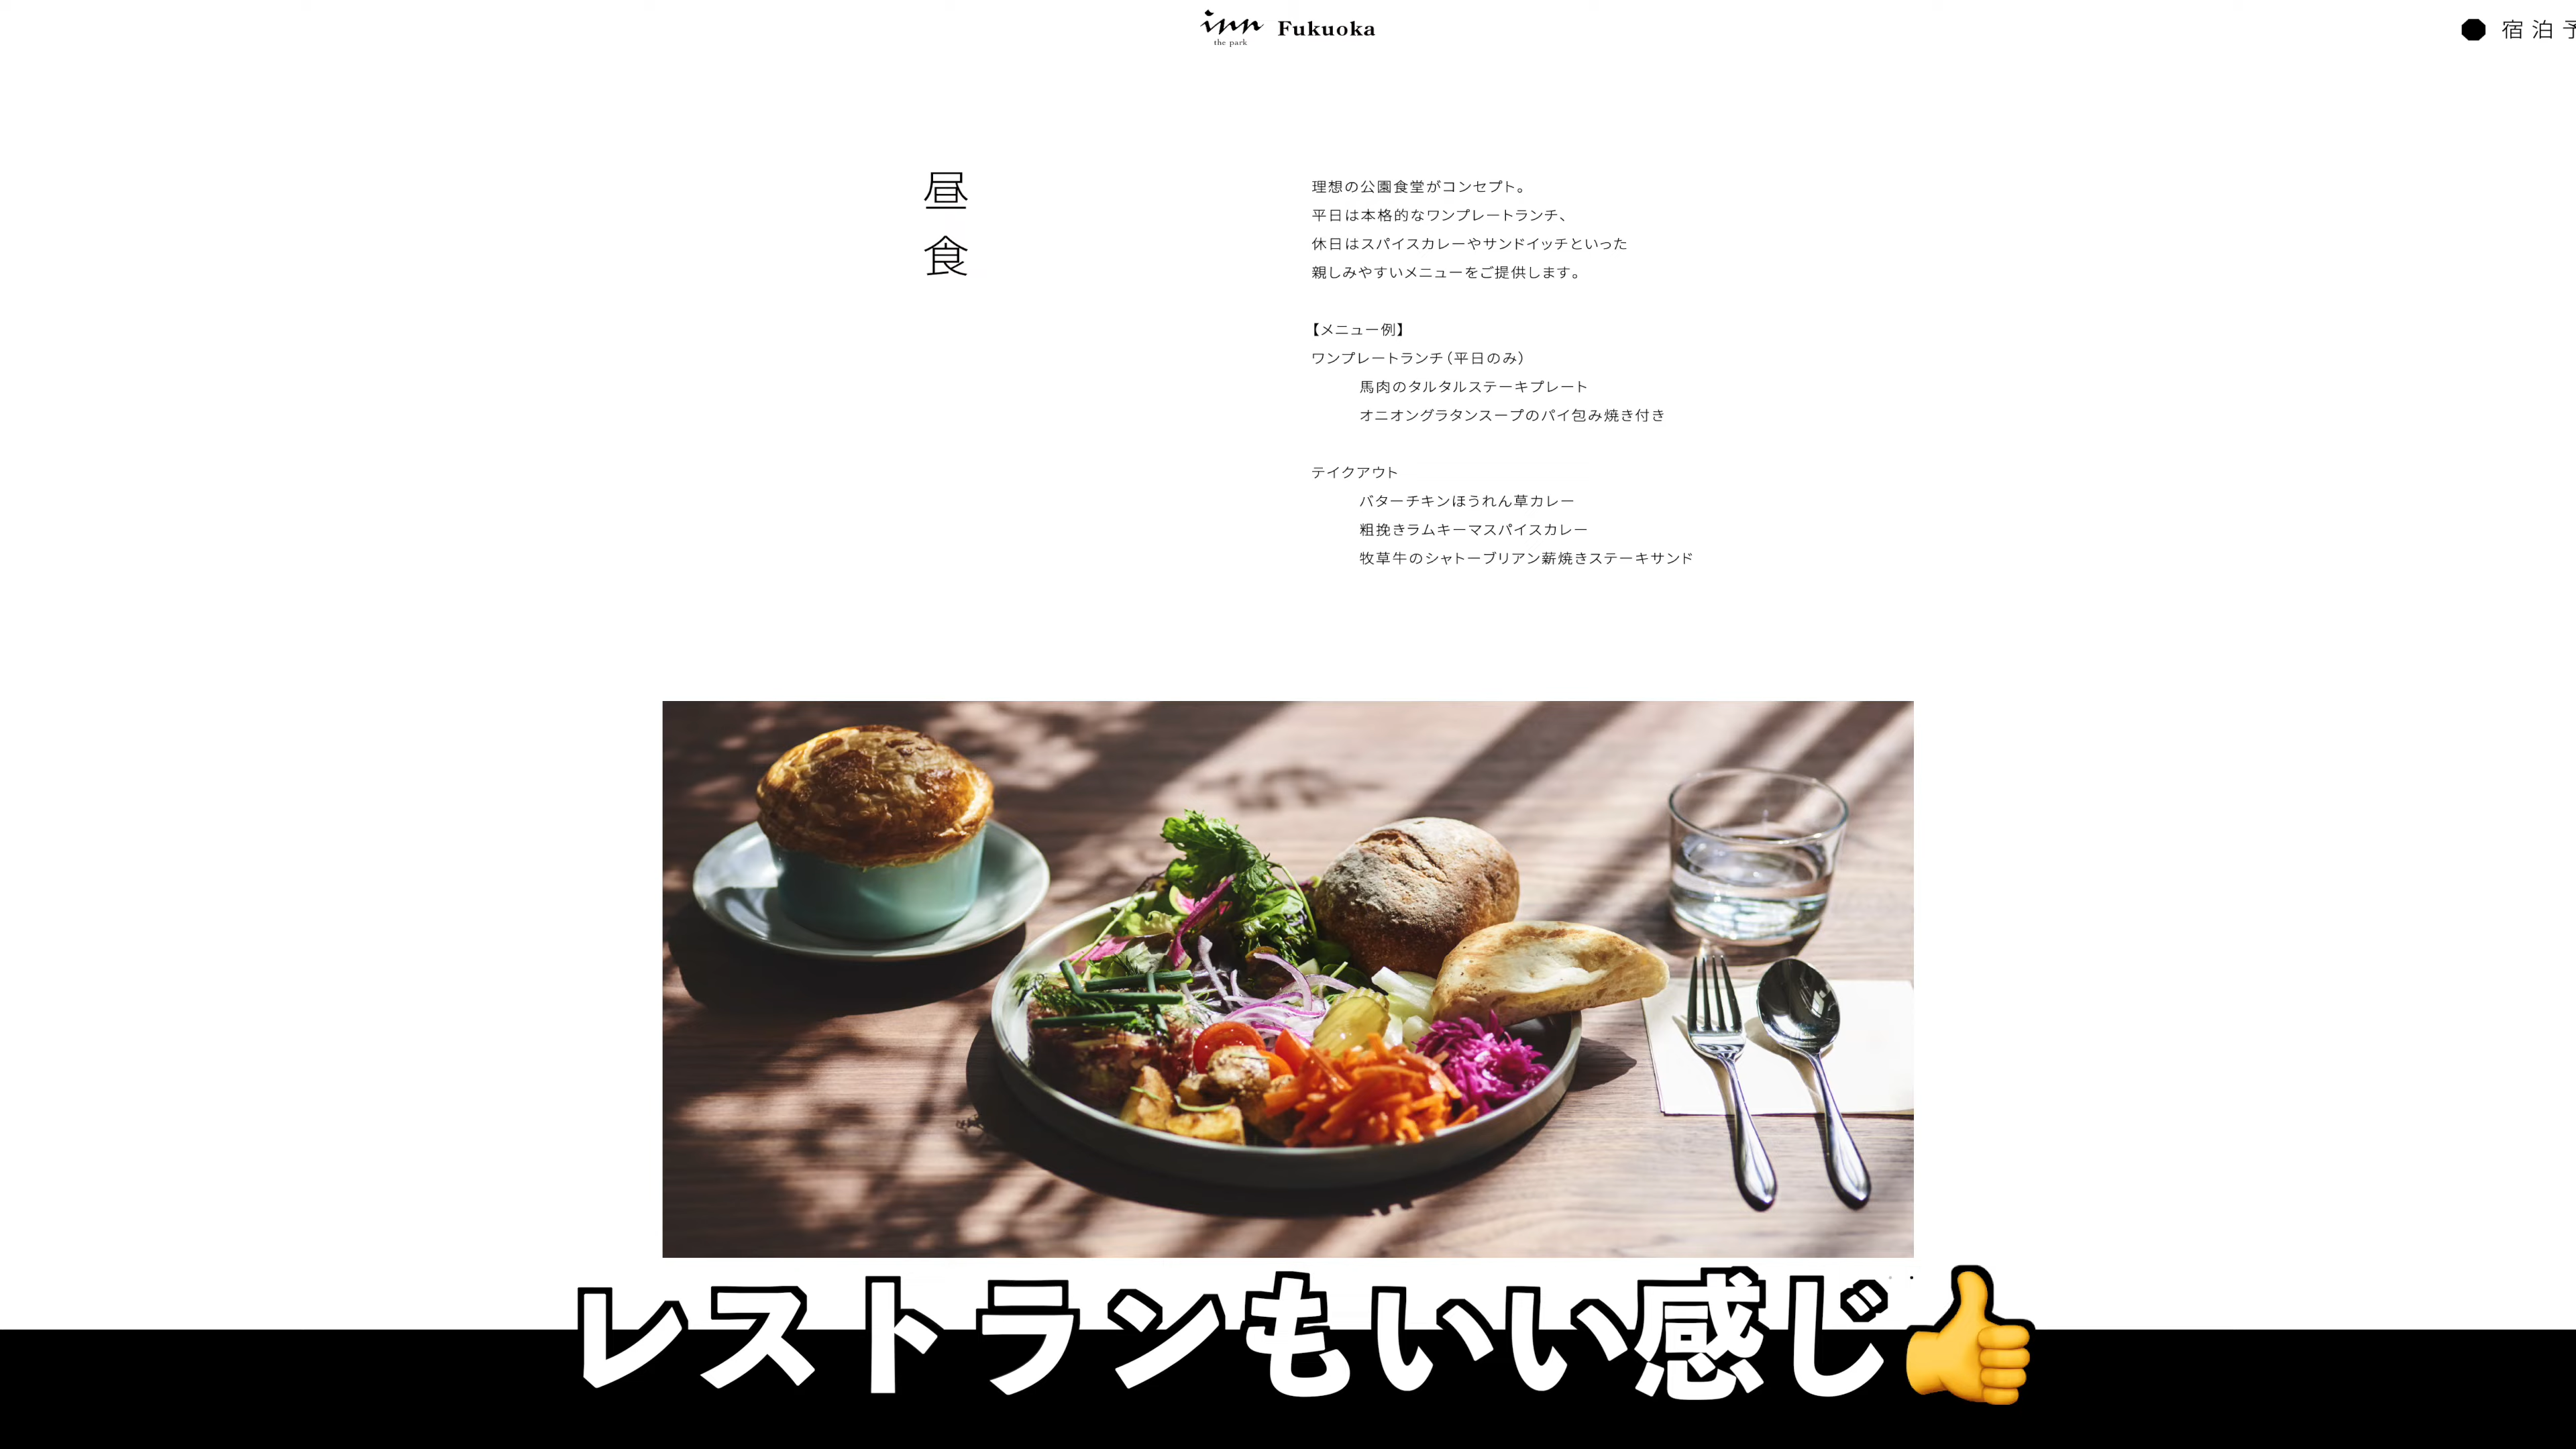 inn
the park
Fukuoka
宿泊
昼食
理想の公園食堂がコンセプト。
平日は本格的なワンプレートランチ、
休日はスパイスカレーやサンドイッチといった
親しみやすいメニューをご提供します。
【メニュー例】
ワンプレートランチ（平日のみ）
馬肉のタルタルステーキプレート
オニオングラタンスープのパイ包み焼き付き
テイクアウト
バターチキンほうれん草カレー
粗挽きラムキーマスパイスカレー
牧草牛のシャトーブリアン薪焼きステーキサンド
レストランもいい感じ👍